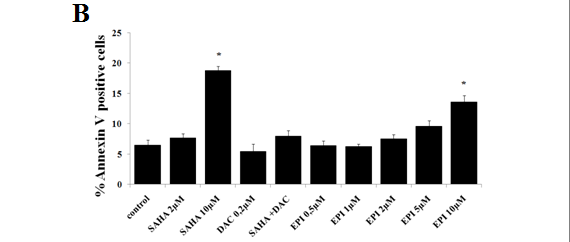 B
% Annexin V positive cells
25
20
15
10
5
0
*
*
control
SAHA 2μM
SAHA 10μM
DAC 0,2μM
SAHA +DAC
EPI 0,5μM
EPI 1μM
EPI 2μM
EPI 5μM
EPI 10μM